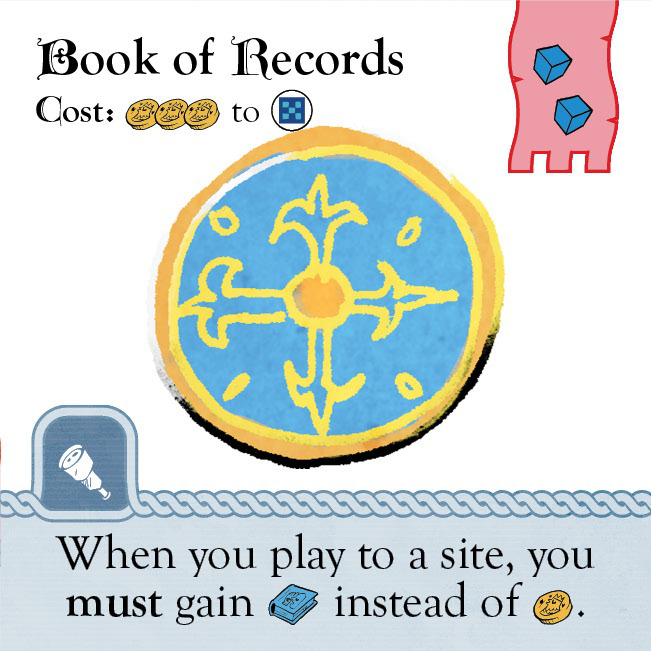 Book of Records
Cost: to
When you play to a site, you
must gain instead of .